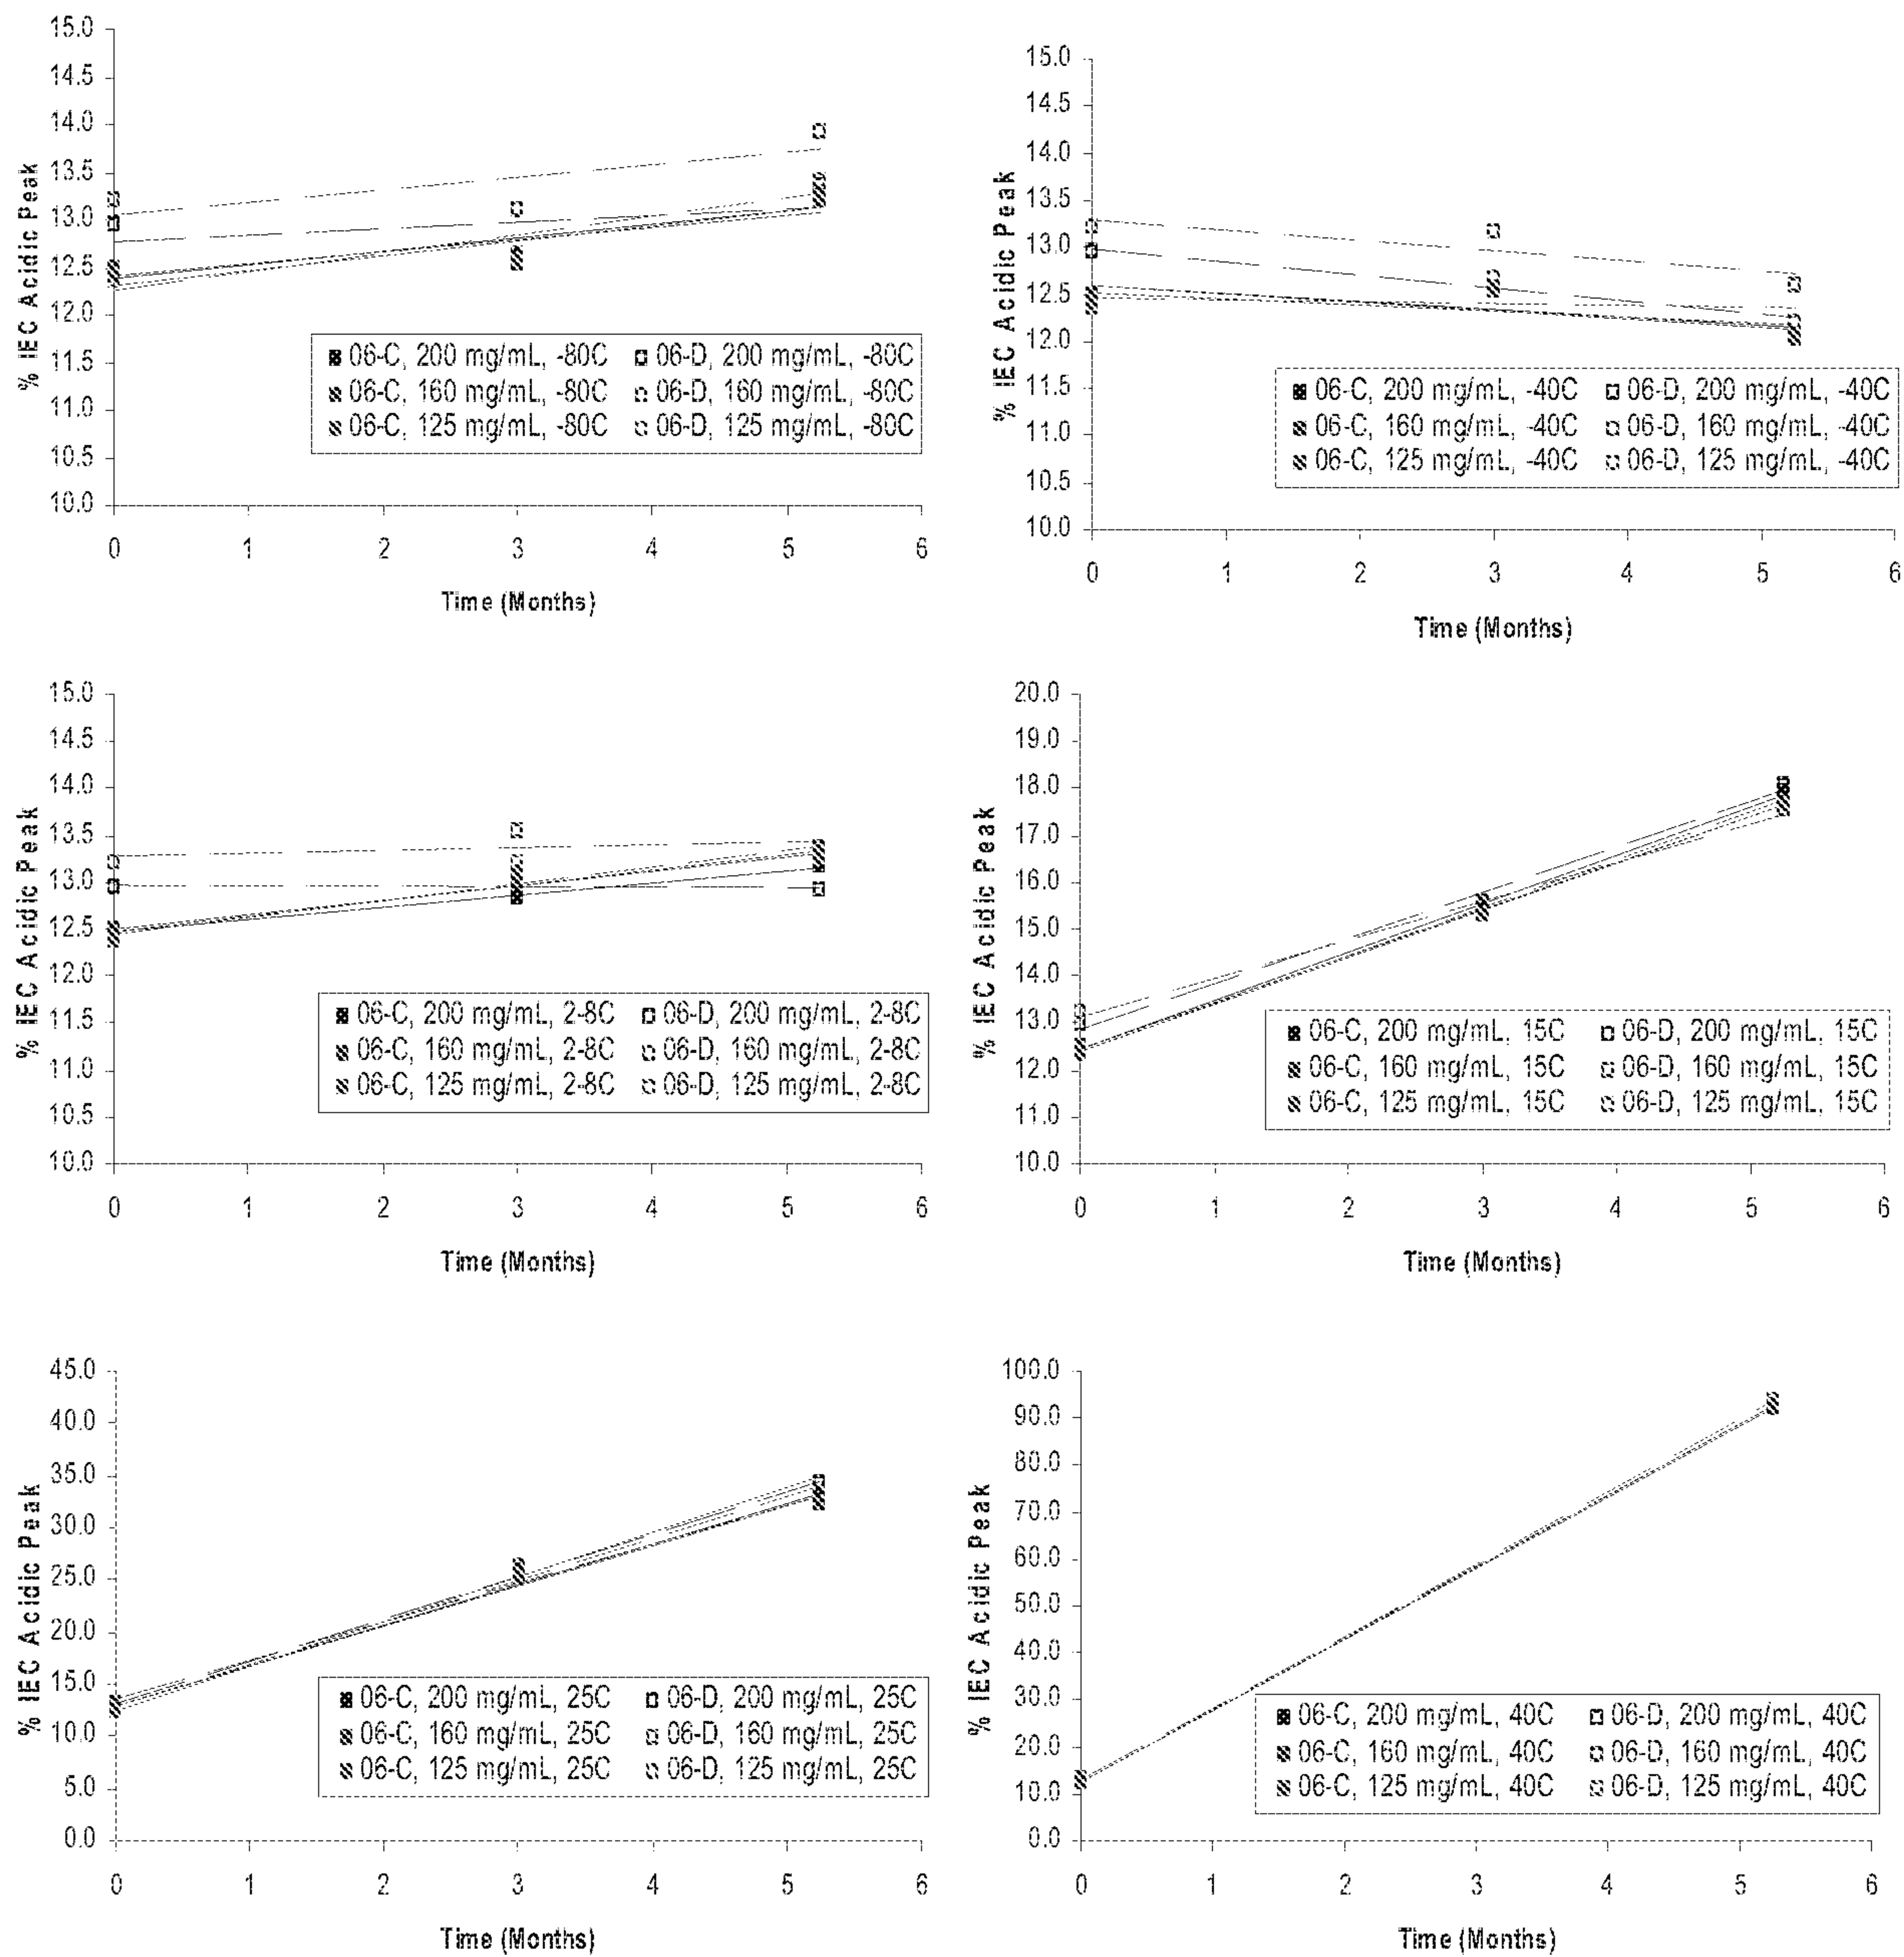 % IEC Acidic Peak
15.0
14.5
14.0
13.5
13.0
12.5
12.0
11.5
11.0
10.5
10.0
06-C, 200 mg/mL, -80C 06-D, 200 mg/mL, -80C
06-C, 160 mg/mL, -80C 06-D, 160 mg/mL, -80C
06-C, 125 mg/mL, -80C 06-D, 125 mg/mL, -80C
0 1 2 3 4 5 6
Time (Months)
% IEC Acidic Peak
15.0
14.5
14.0
13.5
13.0
12.5
12.0
11.5
11.0
10.5
10.0
06-C, 200 mg/mL, -40C 06-D, 200 mg/mL, -40C
06-C, 160 mg/mL, -40C 06-D, 160 mg/mL, -40C
06-C, 125 mg/mL, -40C 06-D, 125 mg/mL, -40C
0 1 2 3 4 5 6
Time (Months)
% IEC Acidic Peak
15.0
14.5
14.0
13.5
13.0
12.5
12.0
11.5
11.0
10.5
10.0
06-C, 200 mg/mL, 2-8C 06-D, 200 mg/mL, 2-8C
06-C, 160 mg/mL, 2-8C 06-D, 160 mg/mL, 2-8C
06-C, 125 mg/mL, 2-8C 06-D, 125 mg/mL, 2-8C
0 1 2 3 4 5 6
Time (Months)
% IEC Acidic Peak
20.0
19.0
18.0
17.0
16.0
15.0
14.0
13.0
12.0
11.0
10.0
06-C, 200 mg/mL, 15C 06-D, 200 mg/mL, 15C
06-C, 160 mg/mL, 15C 06-D, 160 mg/mL, 15C
06-C, 125 mg/mL, 15C 06-D, 125 mg/mL, 15C
0 1 2 3 4 5 6
Time (Months)
% IEC Acidic Peak
45.0
40.0
35.0
30.0
25.0
20.0
15.0
10.0
5.0
0.0
06-C, 200 mg/mL, 25C 06-D, 200 mg/mL, 25C
06-C, 160 mg/mL, 25C 06-D, 160 mg/mL, 25C
06-C, 125 mg/mL, 25C 06-D, 125 mg/mL, 25C
0 1 2 3 4 5 6
Time (Months)
% IEC Acidic Peak
100.0
90.0
80.0
70.0
60.0
50.0
40.0
30.0
20.0
10.0
0.0
06-C, 200 mg/mL, 40C 06-D, 200 mg/mL, 40C
06-C, 160 mg/mL, 40C 06-D, 160 mg/mL, 40C
06-C, 125 mg/mL, 40C 06-D, 125 mg/mL, 40C
0 1 2 3 4 5 6
Time (Months)